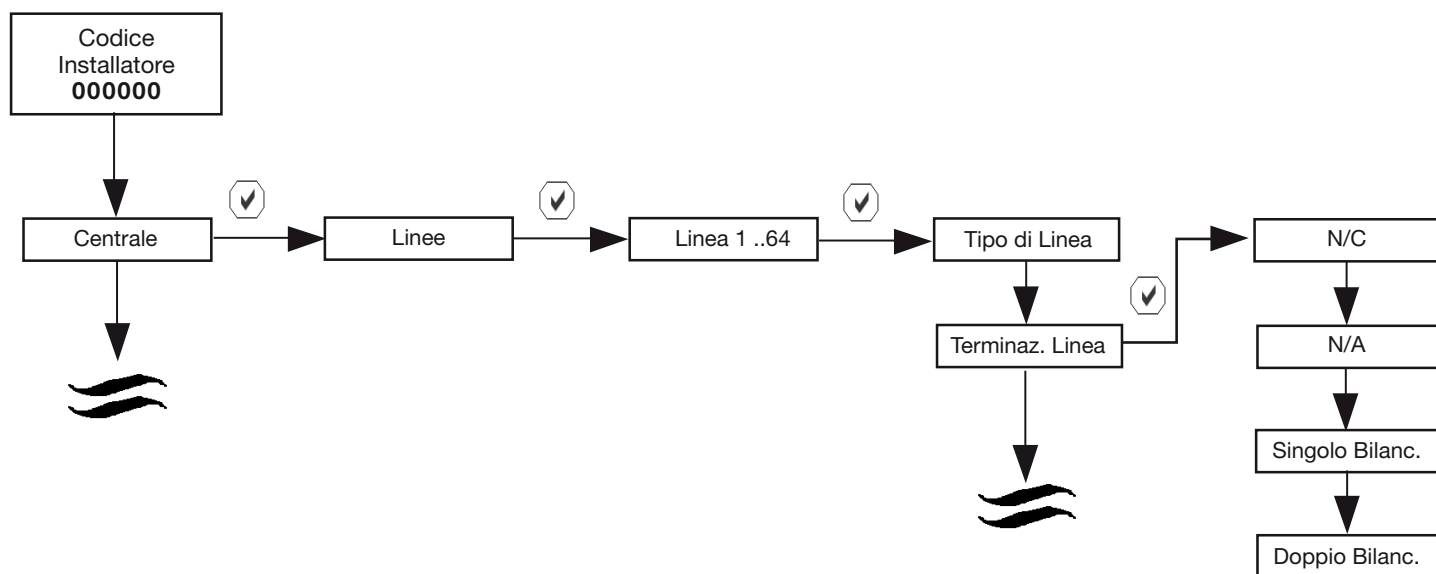 Codice
Installatore
000000
Centrale
Linee
Linea 1 ..64
Tipo di Linea
N/C
Terminaz. Linea
N/A
Singolo Bilanc.
Doppio Bilanc.